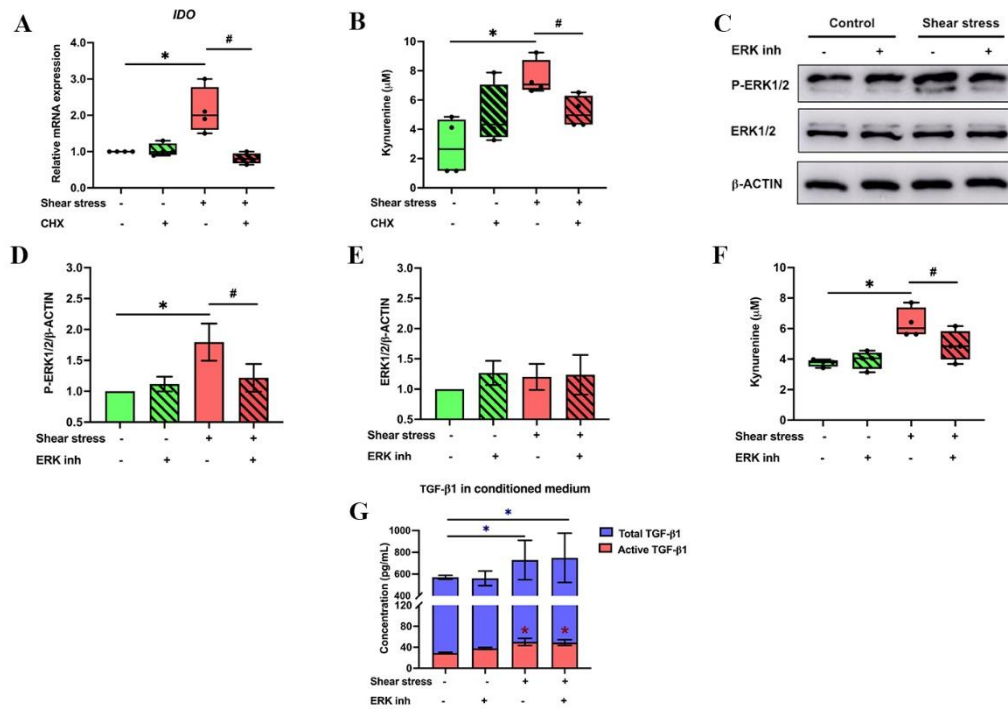 A
IDO
Relative mRNA expression
4.0
3.0
2.0
1.0
0.0
*
#
Shear stress - - + +
CHX - + - +
B
Kynurenine (µM)
10
8
6
4
2
0
*
#
Shear stress - - + +
CHX - + - +
C
Control Shear stress
ERK inh - + - +
P-ERK1/2
ERK1/2
β-ACTIN
D
P-ERK1/2/β-ACTIN
3.0
2.5
2.0
1.5
1.0
0.5
*
#
Shear stress - - + +
ERK inh - + - +
E
ERK1/2/β-ACTIN
3.0
2.5
2.0
1.5
1.0
0.5
Shear stress - - + +
ERK inh - + - +
F
Kynurenine (µM)
10
8
6
4
2
0
*
#
Shear stress - - + +
ERK inh - + - +
TGF-β1 in conditioned medium
G
Concentration (pg/mL)
1000
800
600
400
120
80
40
0
*
*
* *
Total TGF-β1
Active TGF-β1
Shear stress - - + +
ERK inh - + - +